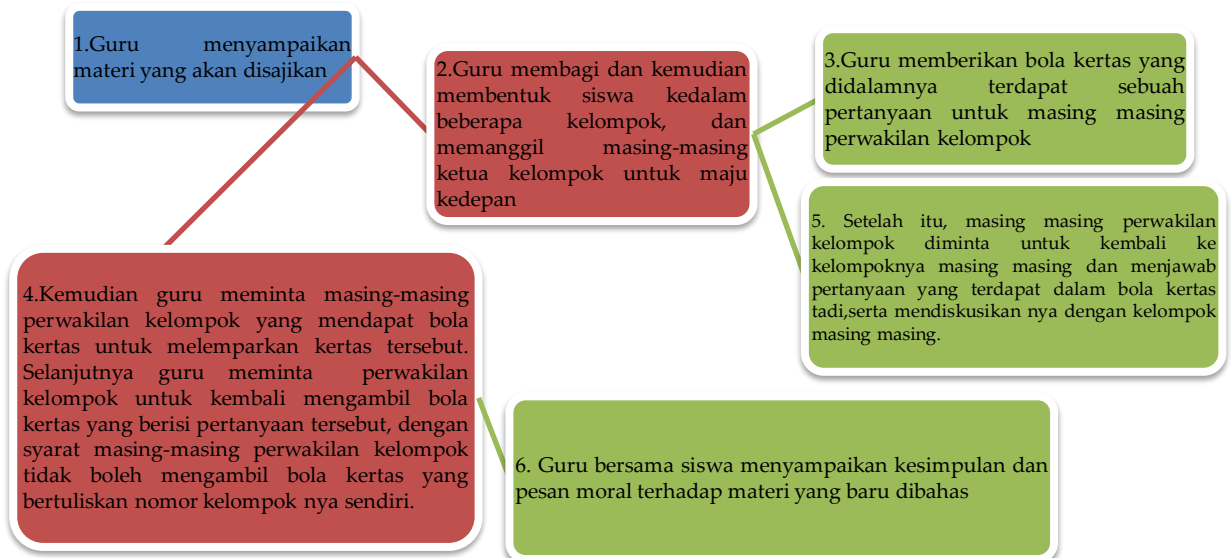 1.Guru menyampaikan
materi yang akan disajikan
2.Guru membagi dan kemudian
membentuk siswa kedalam
beberapa kelompok, dan
memanggil masing-masing
ketua kelompok untuk maju
kedepan
3.Guru memberikan bola kertas yang
didalamnya terdapat sebuah
pertanyaan untuk masing masing
perwakilan kelompok
4.Kemudian guru meminta masing-masing
perwakilan kelompok yang mendapat bola
kertas untuk melemparkan kertas tersebut.
Selanjutnya guru meminta perwakilan
kelompok untuk kembali mengambil bola
kertas yang berisi pertanyaan tersebut, dengan
syarat masing-masing perwakilan kelompok
tidak boleh mengambil bola kertas yang
bertuliskan nomor kelompok nya sendiri.
5. Setelah itu, masing masing perwakilan
kelompok diminta untuk kembali ke
kelompoknya masing masing dan menjawab
pertanyaan yang terdapat dalam bola kertas
tadi,serta mendiskusikan nya dengan kelompok
masing masing.
6. Guru bersama siswa menyampaikan kesimpulan dan
pesan moral terhadap materi yang baru dibahas